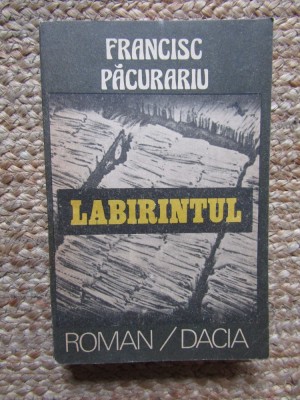 FRANCISC
PĂCURARIU
LABIRINTUL
ROMAN / DACIA